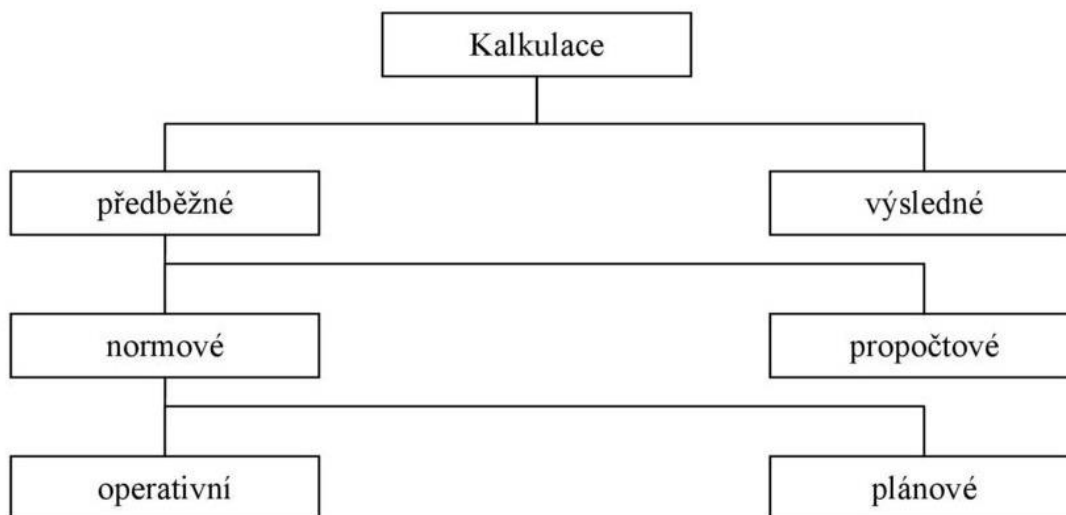 Kalkulace
předběžné
výsledné
normové
propočtové
operativní
plánové